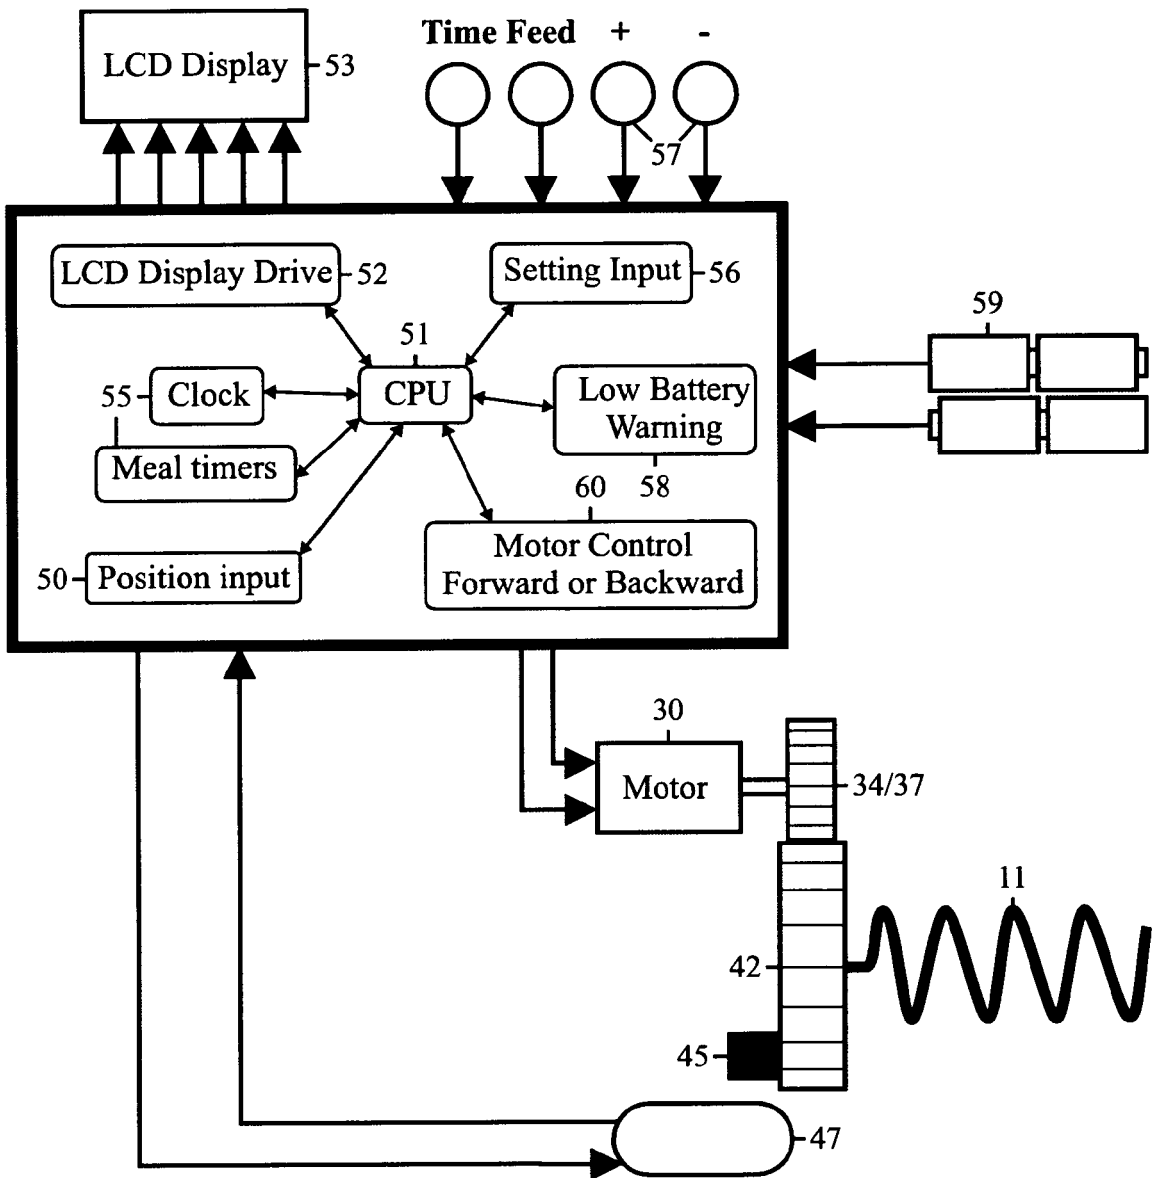 Time Feed + -
LCD Display
53
57
LCD Display Drive
52
Setting Input
56
59
51
55
Clock
CPU
Low Battery
Warning
Meal timers
58
60
Motor Control
Forward or Backward
50
Position input
30
Motor
34/37
11
42
45
47